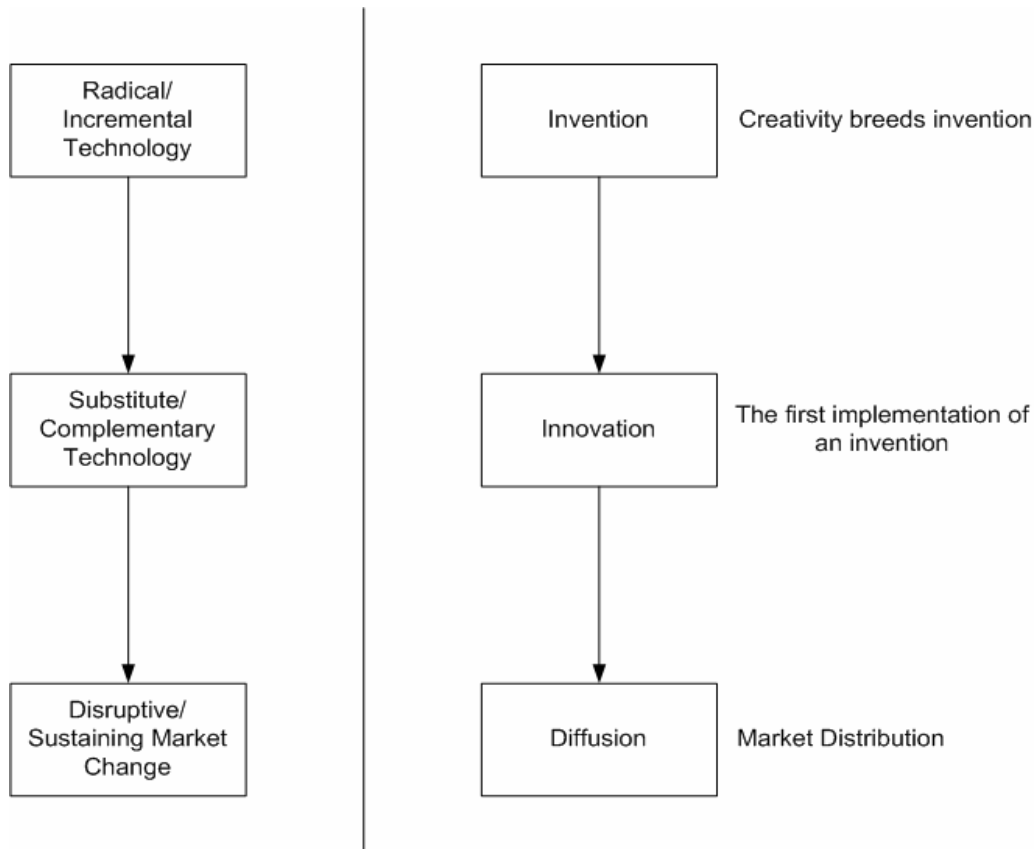 Radical/
Incremental
Technology
Invention
Creativity breeds invention
Substitute/
Complementary
Technology
Innovation
The first implementation of
an invention
Disruptive/
Sustaining Market
Change
Diffusion
Market Distribution